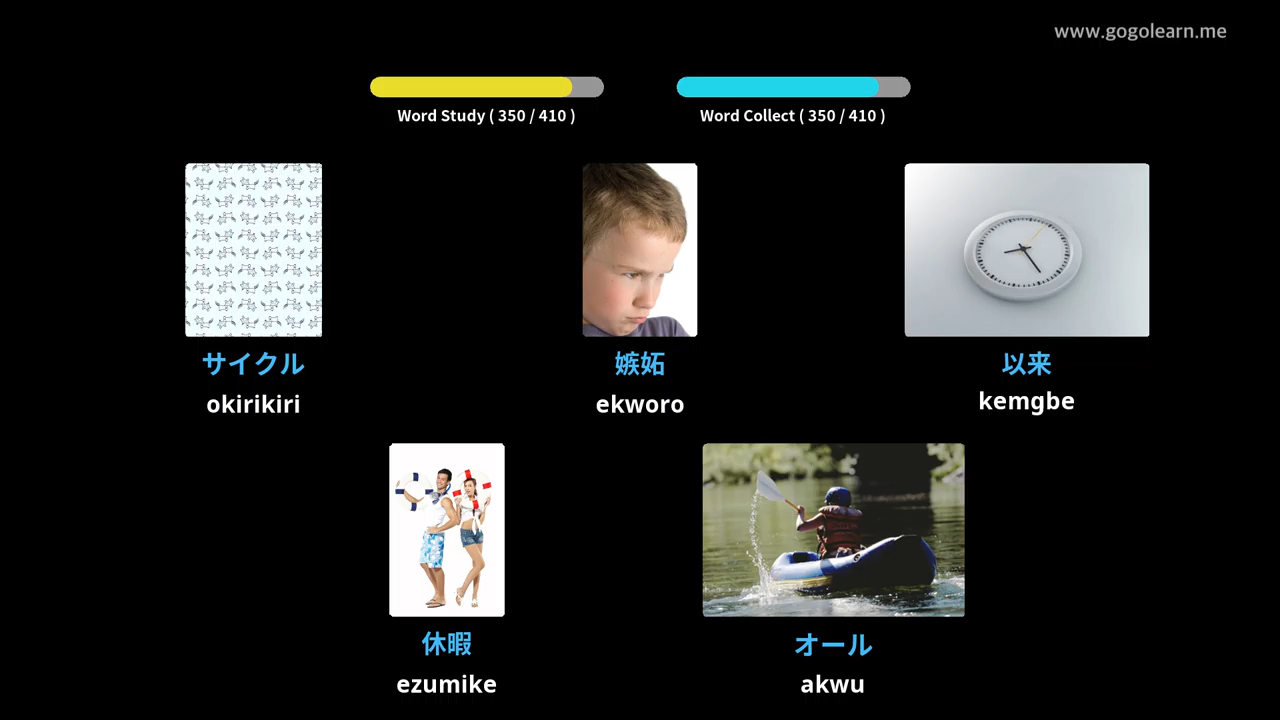 www.gogolearn.me
Word Study ( 350 / 410 )
Word Collect ( 350 / 410 )
サイクル
okirikiri
嫉妬
ekworo
以来
kemgbe
休暇
ezumike
オール
akwu